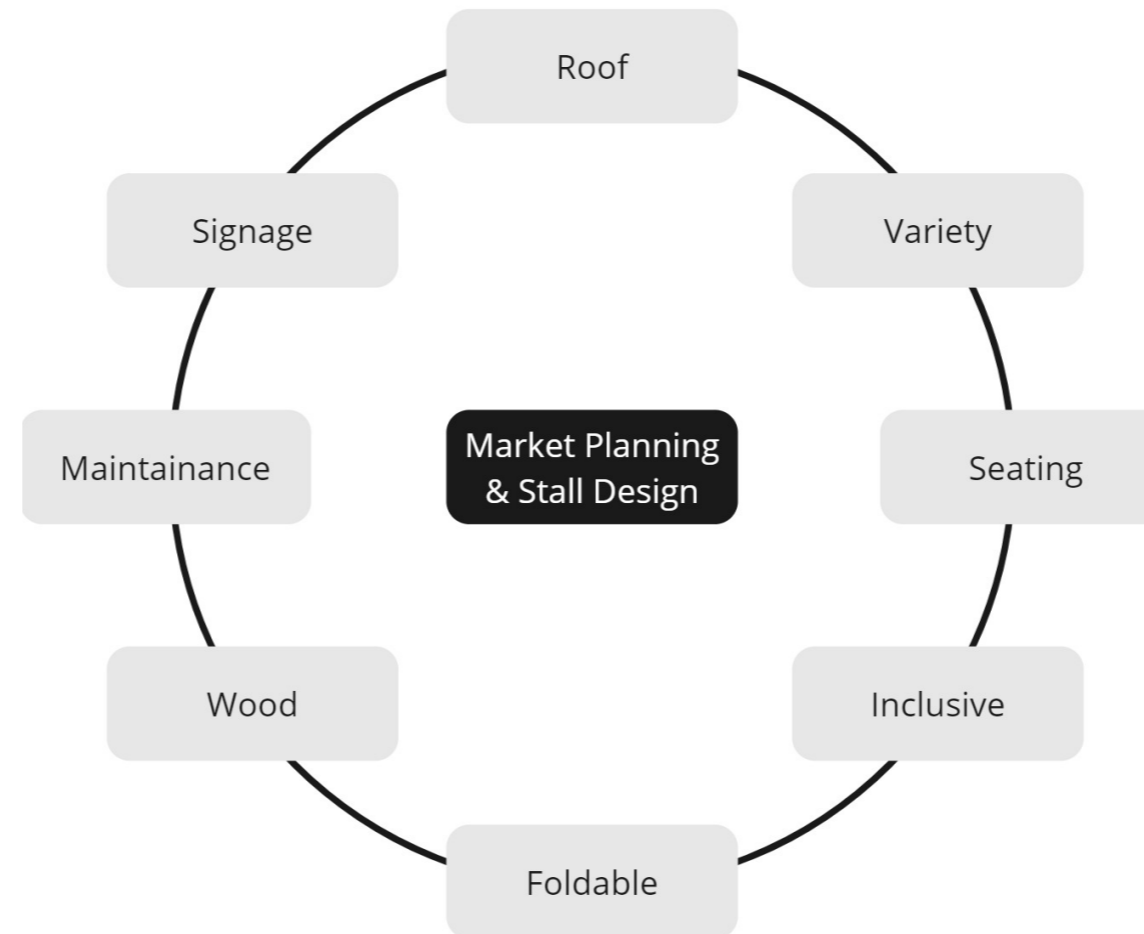 Roof
Signage
Variety
Maintainance
Market Planning
& Stall Design
Seating
Wood
Inclusive
Foldable